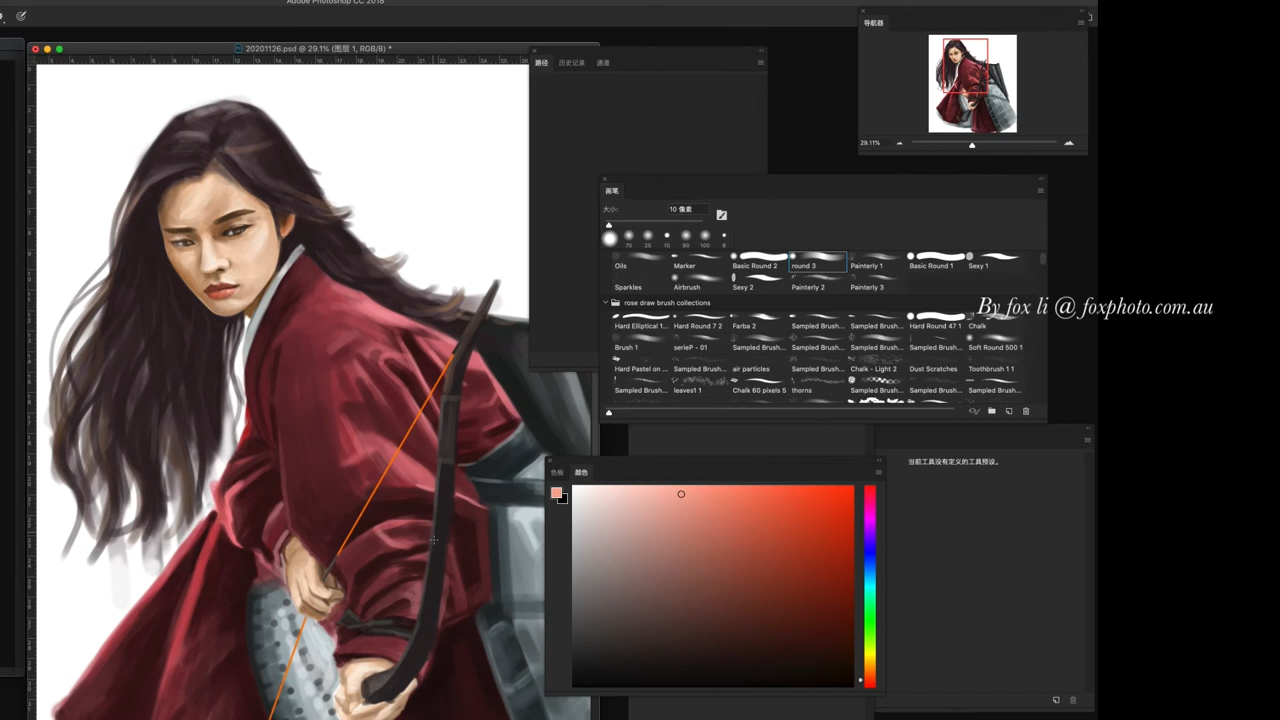 Adobe Photoshop CC 2018
导航器
20201126.psd @ 29.1% (图层 1, RGB/8) *
路径 历史记录 通道
29.11%
画笔
大小: 10 像素
70 25 10 90 100 8
Oils Marker Basic Round 2 round 3 Painterly 1 Basic Round 1 Sexy 1
Sparkles Airbrush Sexy 2 Painterly 2 Painterly 3
rose draw brush collections
By fox li @ foxphoto.com.au
Hard Elliptical 1... Hard Round 7 2 Farba 2 Sampled Brush... Sampled Brush... Hard Round 47 1 Chalk
Brush 1 serieP - 01 Sampled Brush... Sampled Brush... Sampled Brush... Sampled Brush... Soft Round 500 1
Hard Pastel on ... Sampled Brush... air particles Sampled Brush... Chalk - Light 2 Dust Scratches Toothbrush 1 1
Sampled Brush... leaves1 1 Chalk 60 pixels 5 thorns Sampled Brush... Sampled Brush... Sampled Brush...
色板 颜色
当前工具没有定义的工具预设。